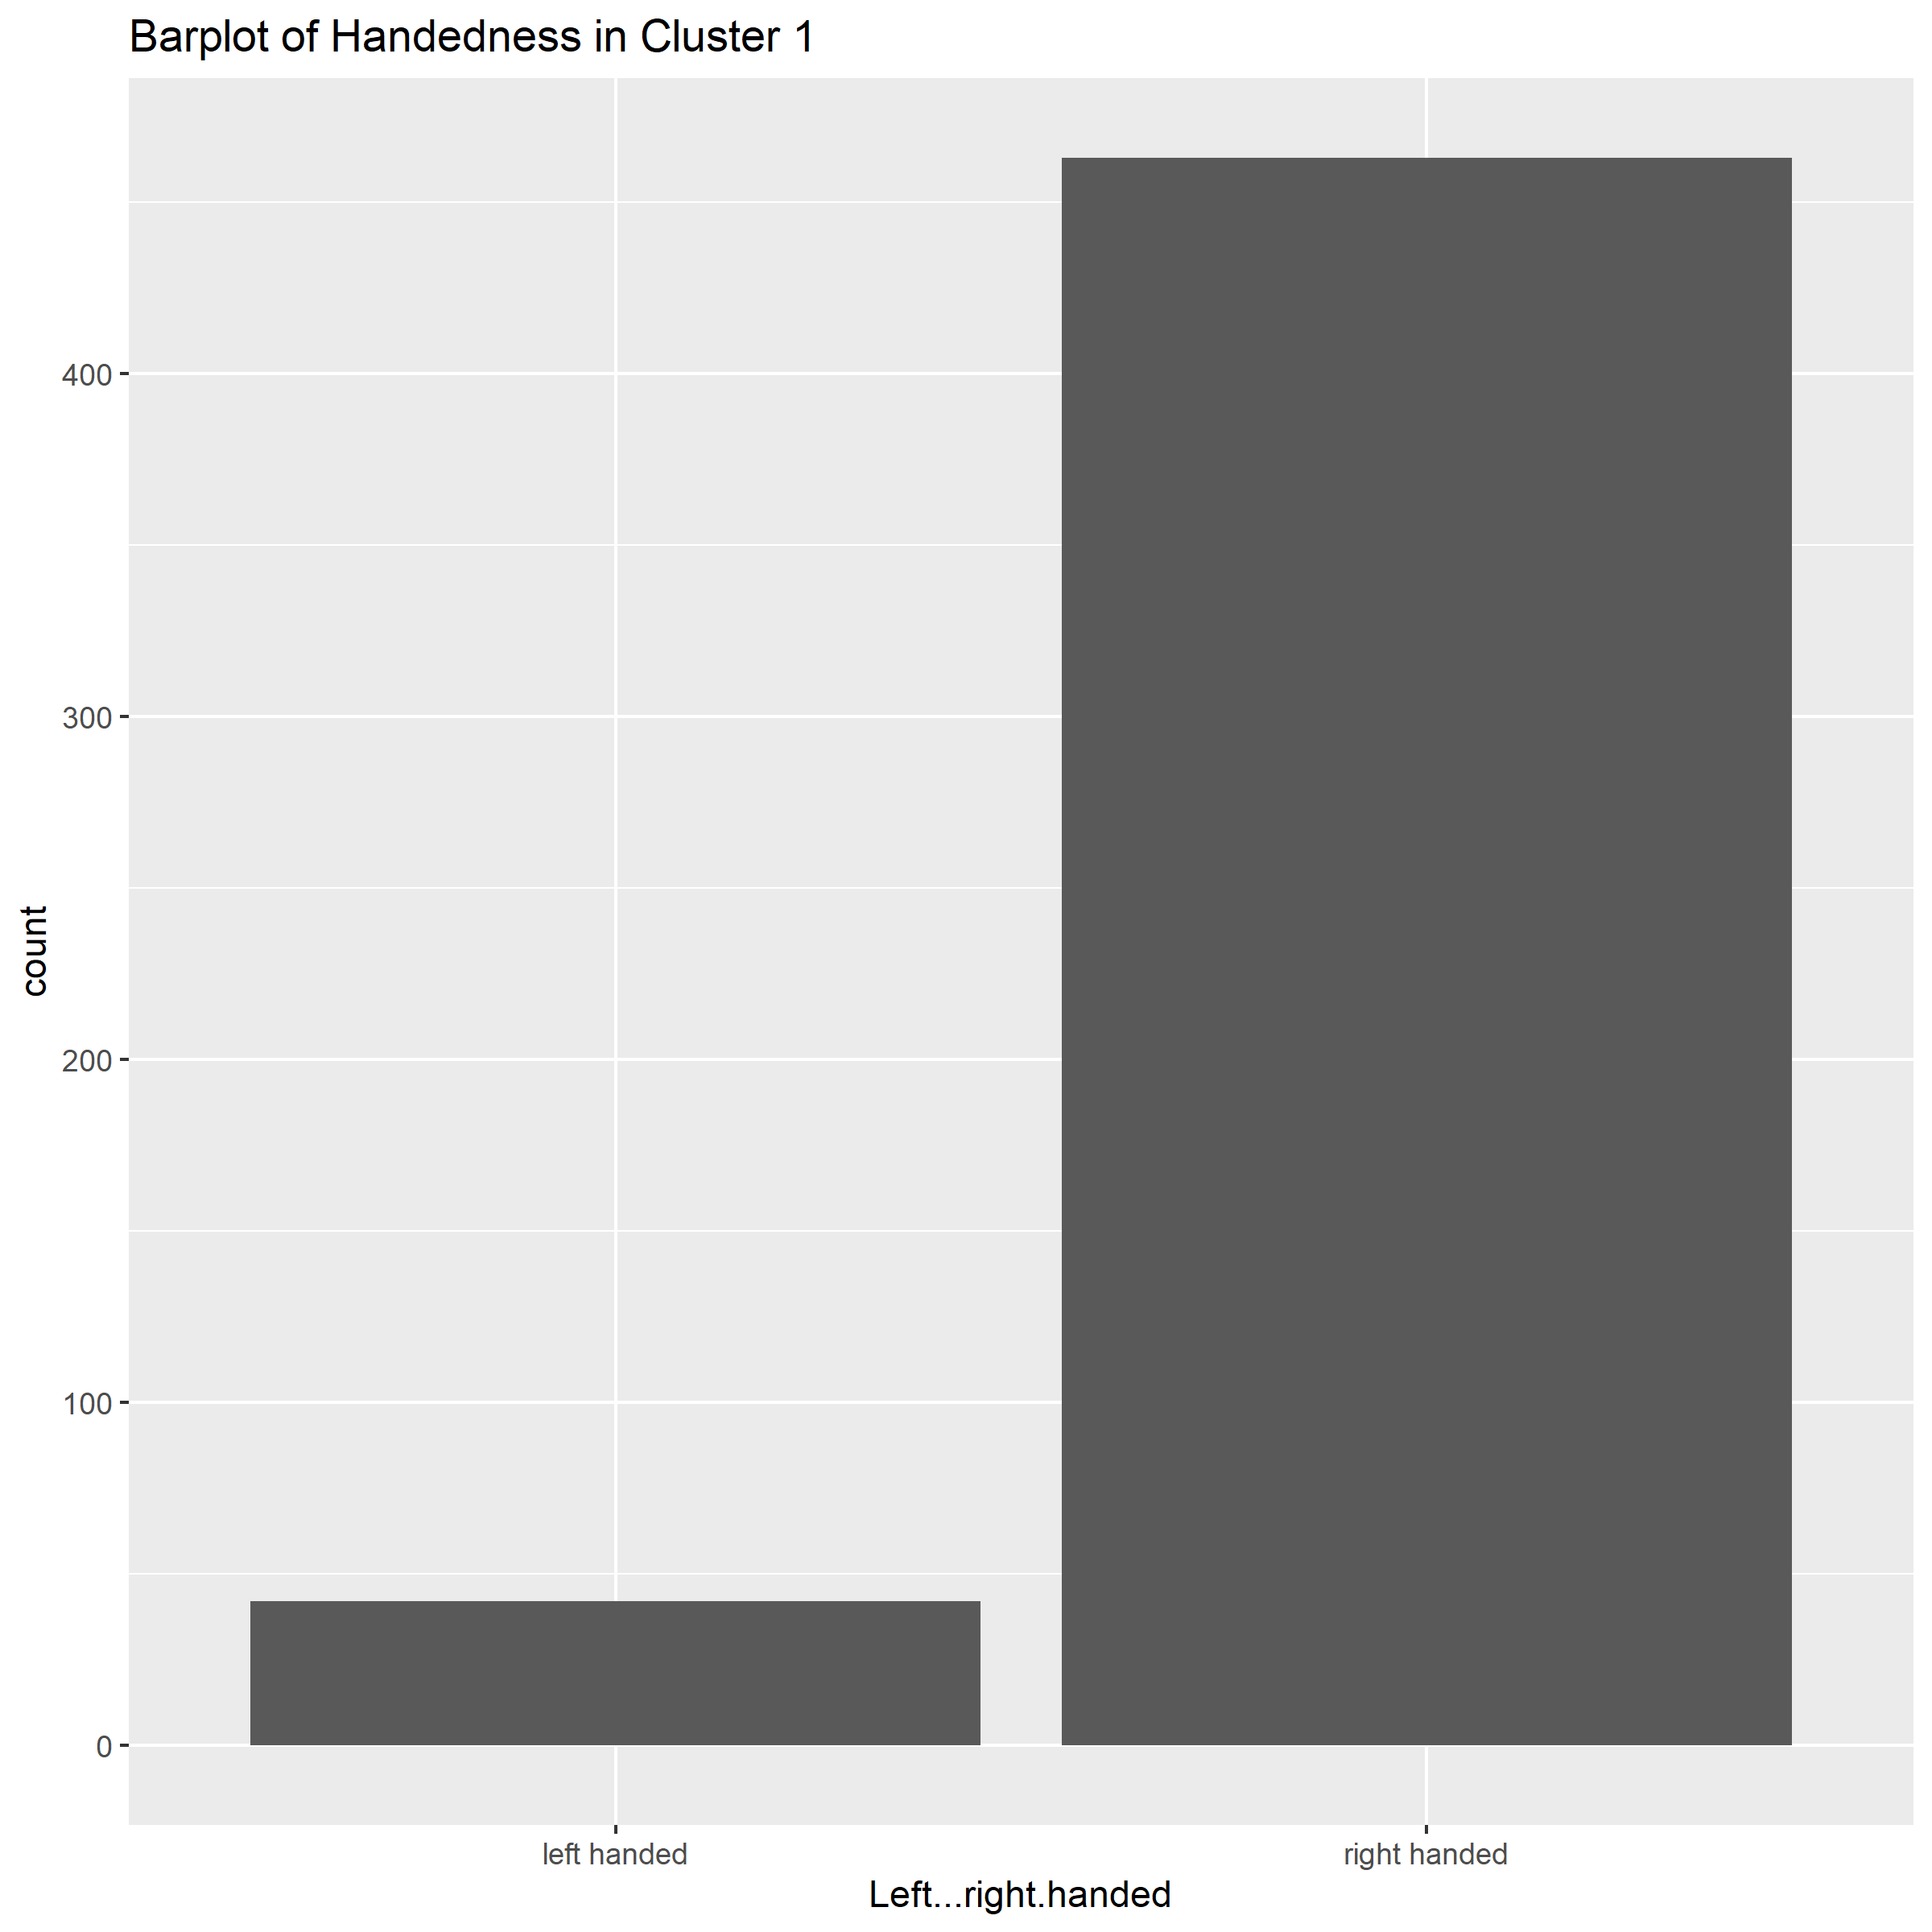 Barplot of Handedness in Cluster 1
400
300
200
100
0
count
left handed
right handed
Left...right.handed